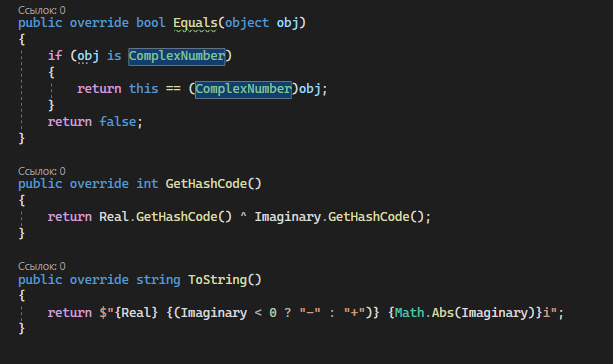 Ссылок: 0
public override bool Equals(object obj)
{
if (obj is ComplexNumber)
{
return this == (ComplexNumber)obj;
}
return false;
}
Ссылок: 0
public override int GetHashCode()
{
return Real.GetHashCode() ^ Imaginary.GetHashCode();
}
Ссылок: 0
public override string ToString()
{
return $"{Real} {(Imaginary < 0 ? "-" : "+")} {Math.Abs(Imaginary)}i";
}